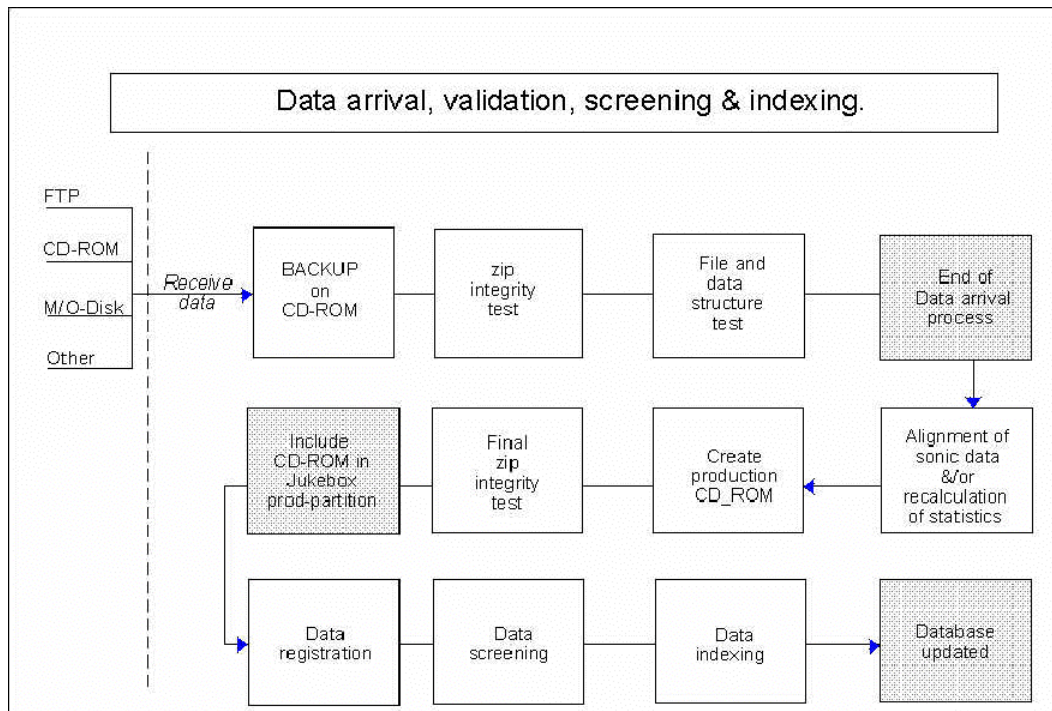 Data arrival, validation, screening & indexing.
FTP
CD-ROM
M/O-Disk
Other
Receive
data
BACKUP
on
CD-ROM
zip
integrity
test
File and
data
structure
test
End of
Data arrival
process
Include
CD-ROM in
Jukebox
prod-partition
Final
zip
integrity
test
Create
production
CD_ROM
Alignment of
sonic data
&/or
recalculation
of statistics
Data
registration
Data
screening
Data
indexing
Database
updated